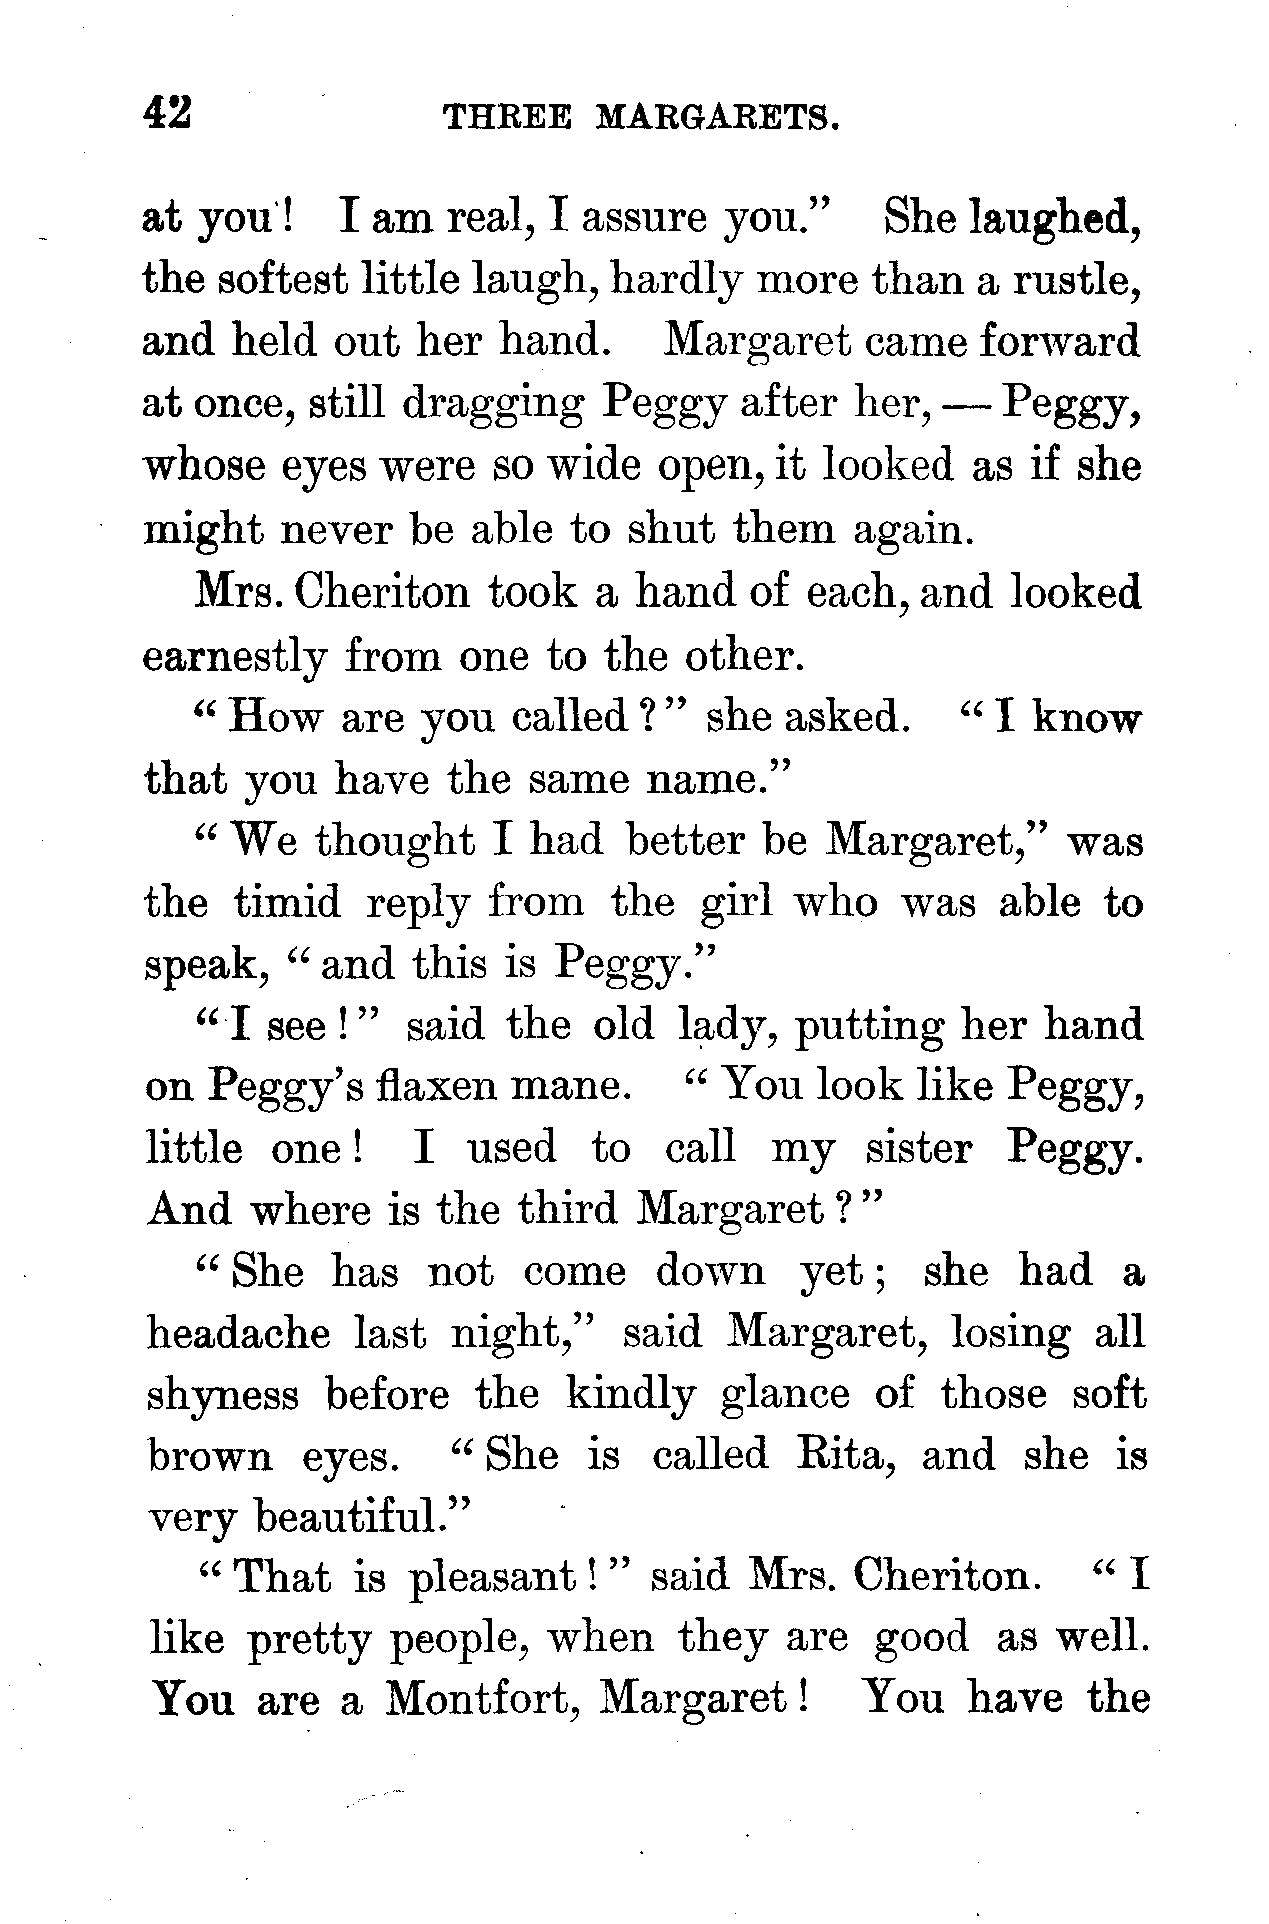 42 THREE MARGARETS.
at you! I am real, I assure you.” She laughed,
the softest little laugh, hardly more than a rustle,
and held out her hand. Margaret came forward
at once, still dragging Peggy after her, — Peggy,
whose eyes were so wide open, it looked as if she
might never be able to shut them again.
Mrs. Cheriton took a hand of each, and looked
earnestly from one to the other.
“ How are you called ? ” she asked. “ I know
that you have the same name.”
“ We thought I had better be Margaret,” was
the timid reply from the girl who was able to
speak, “ and this is Peggy.”
“ I see ! ” said the old lady, putting her hand
on Peggy’s flaxen mane. “ You look like Peggy,
little one ! I used to call my sister Peggy.
And where is the third Margaret ? ”
“ She has not come down yet ; she had a
headache last night,” said Margaret, losing all
shyness before the kindly glance of those soft
brown eyes. “ She is called Rita, and she is
very beautiful.”
“ That is pleasant ! ” said Mrs. Cheriton. “ I
like pretty people, when they are good as well.
You are a Montfort, Margaret ! You have the